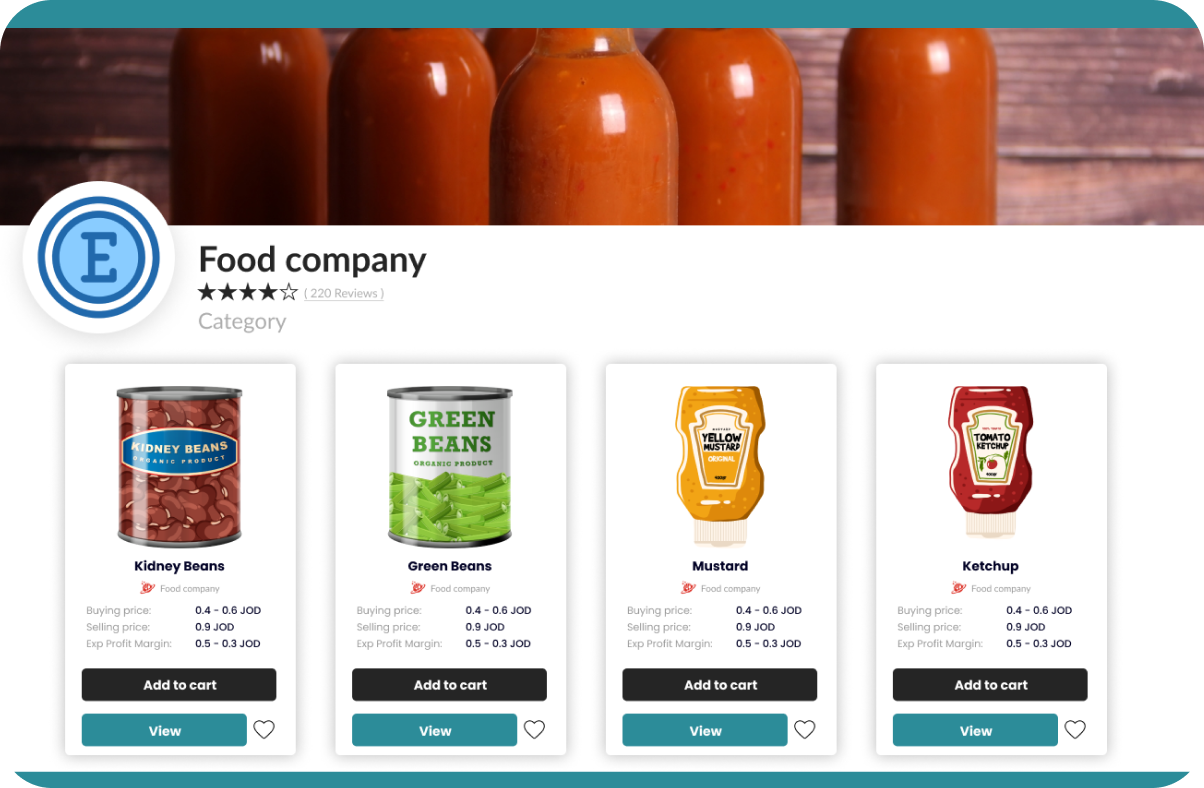 E
Food company
( 220 Reviews )
Category
KIDNEY BEANS
ORGANIC PRODUCT
GREEN
BEANS
ORGANIC PRODUCT
MUSTARD
YELLOW
MUSTARD
ORIGINAL
400gr
TOMATO
KETCHUP
400gr
Kidney Beans
Food company
Buying price: 0.4 - 0.6 JOD
Selling price: 0.9 JOD
Exp Profit Margin: 0.5 - 0.3 JOD
Add to cart
View
Green Beans
Food company
Buying price: 0.4 - 0.6 JOD
Selling price: 0.9 JOD
Exp Profit Margin: 0.5 - 0.3 JOD
Add to cart
View
Mustard
Food company
Buying price: 0.4 - 0.6 JOD
Selling price: 0.9 JOD
Exp Profit Margin: 0.5 - 0.3 JOD
Add to cart
View
Ketchup
Food company
Buying price: 0.4 - 0.6 JOD
Selling price: 0.9 JOD
Exp Profit Margin: 0.5 - 0.3 JOD
Add to cart
View